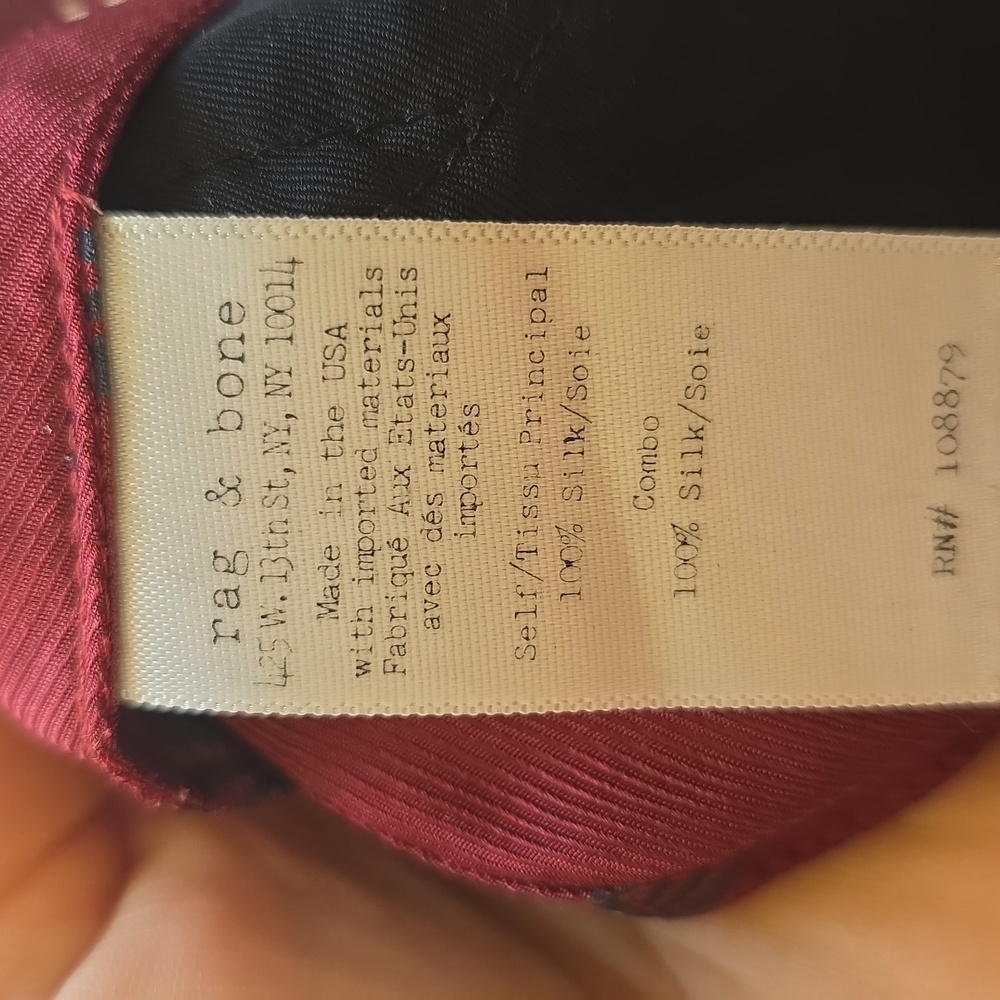 rag & bone
425 W. 13th St, NY, NY 10014
Made in the USA
with imported materials
Fabriqué Aux Etats-Unis
avec dés materiaux
importés
Self/Tissu Principal
100% Silk/Soie
Combo
100% Silk/Soie
RN# 108879